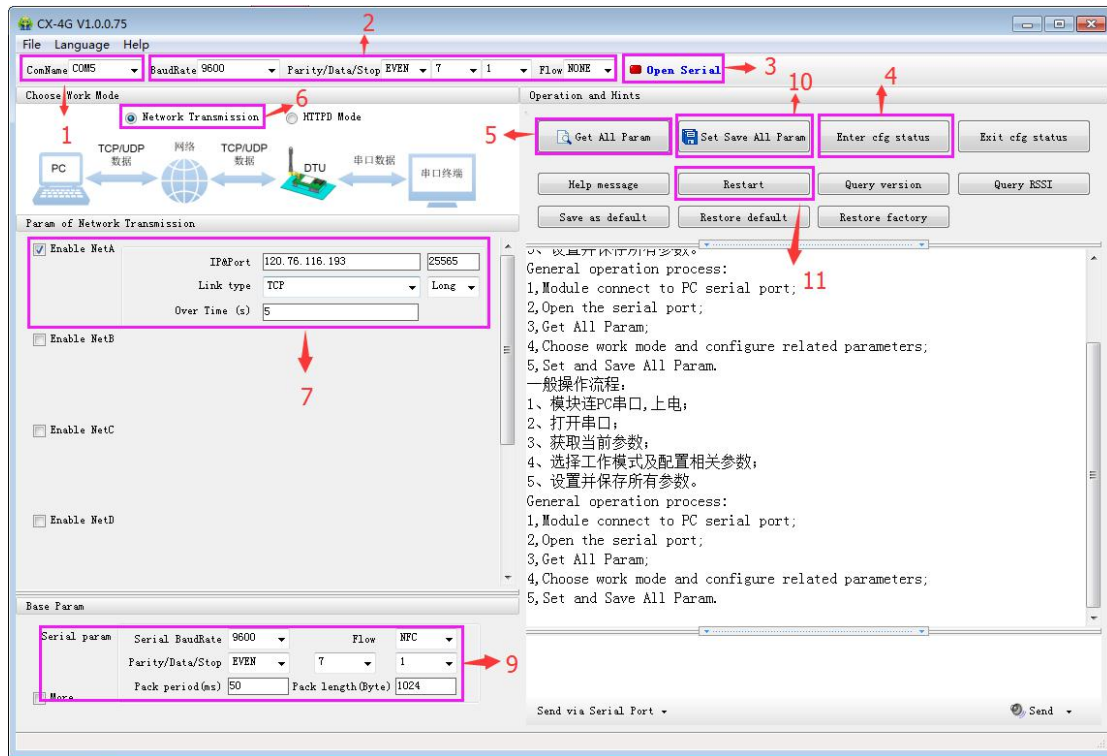 CX-4G V1.0.0.75
File Language Help
2
ComName COM5 BaudRate 9600 Parity/Data/Stop EVEN 7 1 Flow NONE Open Serial
3
10
4
Choose Work Mode
6
Network Transmission HTTPD Mode
1
TCP/UDP
数据
网络
TCP/UDP
数据
PC
DTU
串口数据
串口终端
Operation and Hints
5
Get All Param Set Save All Param Enter cfg status Exit cfg status
Help message Restart Query version Query RSSI
Save as default Restore default Restore factory
11
Param of Network Transmission
Enable NetA
IP&Port 120.76.116.193 25565
Link type TCP Long
Over Time (s) 5
7
Enable NetB
Enable NetC
Enable NetD
5、设置并保存所有参数。
General operation process:
1,Module connect to PC serial port;
2,Open the serial port;
3,Get All Param;
4,Choose work mode and configure related parameters;
5,Set and Save All Param.
一般操作流程:
1、模块连PC串口,上电;
2、打开串口;
3、获取当前参数;
4、选择工作模式及配置相关参数;
5、设置并保存所有参数。
General operation process:
1,Module connect to PC serial port;
2,Open the serial port;
3,Get All Param;
4,Choose work mode and configure related parameters;
5,Set and Save All Param.
Base Param
Serial param Serial BaudRate 9600 Flow NFC
Parity/Data/Stop EVEN 7 1
9
Pack period(ms) 50 Pack length(Byte) 1024
More
Send via Serial Port Send